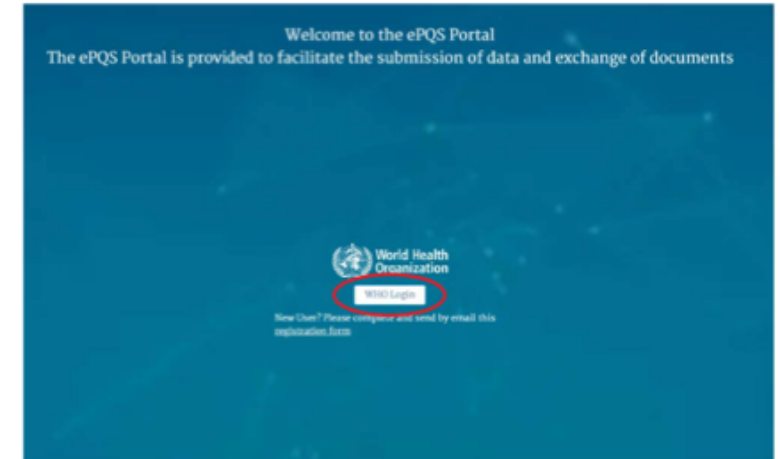 Welcome to the ePQS Portal
The ePQS Portal is provided to facilitate the submission of data and exchange of documents
World Health
Organization
WHO Login
New User? Please complete and send by email this
registration form